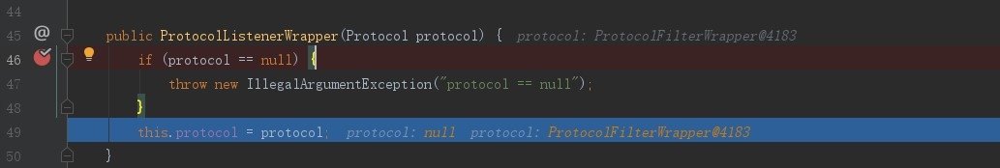 44
45 @ public ProtocolListenerWrapper(Protocol protocol) { protocol: ProtocolFilterWrapper@4183
46 if (protocol == null) {
47 throw new IllegalArgumentException("protocol == null");
48 }
49 this.protocol = protocol; protocol: null protocol: ProtocolFilterWrapper@4183
50 }